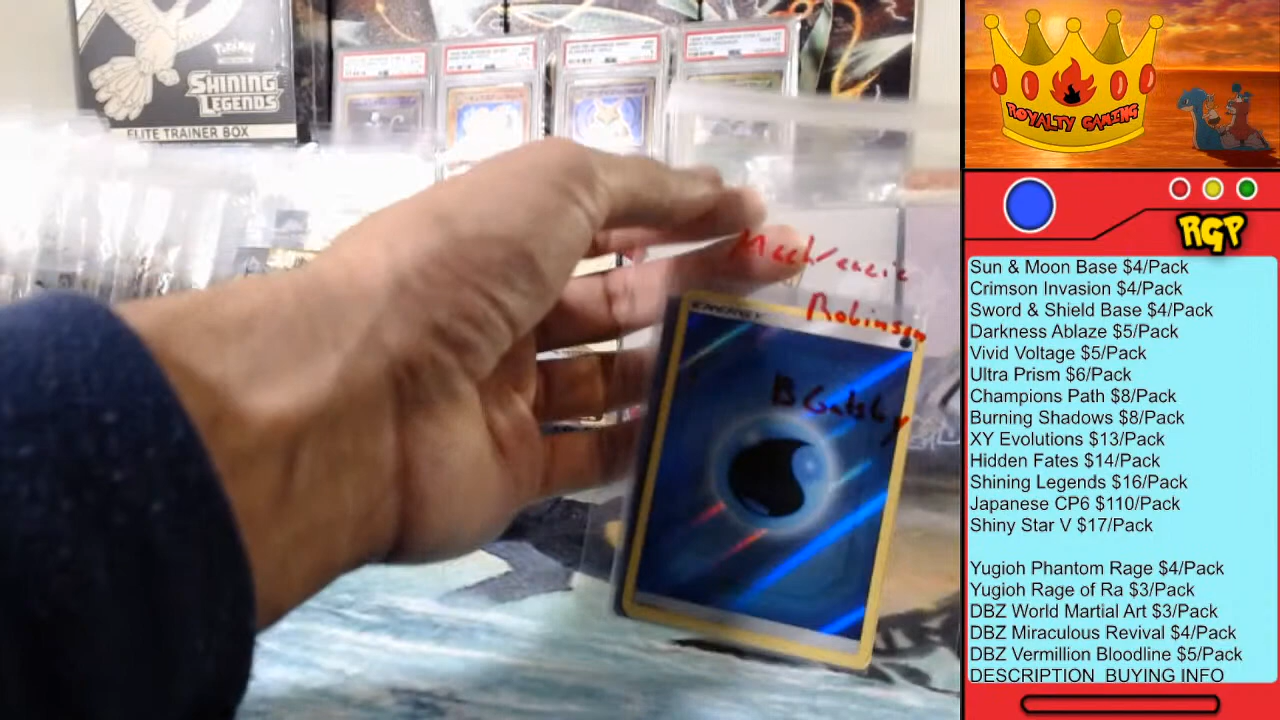 POKÉMON
SHINING
LEGENDS
ELITE TRAINER BOX
Mackenzie
Robinson
ENERGY
B Gatsby
ROYALTY GAMING
RGP
Sun & Moon Base $4/Pack
Crimson Invasion $4/Pack
Sword & Shield Base $4/Pack
Darkness Ablaze $5/Pack
Vivid Voltage $5/Pack
Ultra Prism $6/Pack
Champions Path $8/Pack
Burning Shadows $8/Pack
XY Evolutions $13/Pack
Hidden Fates $14/Pack
Shining Legends $16/Pack
Japanese CP6 $110/Pack
Shiny Star V $17/Pack
Yugioh Phantom Rage $4/Pack
Yugioh Rage of Ra $3/Pack
DBZ World Martial Art $3/Pack
DBZ Miraculous Revival $4/Pack
DBZ Vermillion Bloodline $5/Pack
DESCRIPTION BUYING INFO